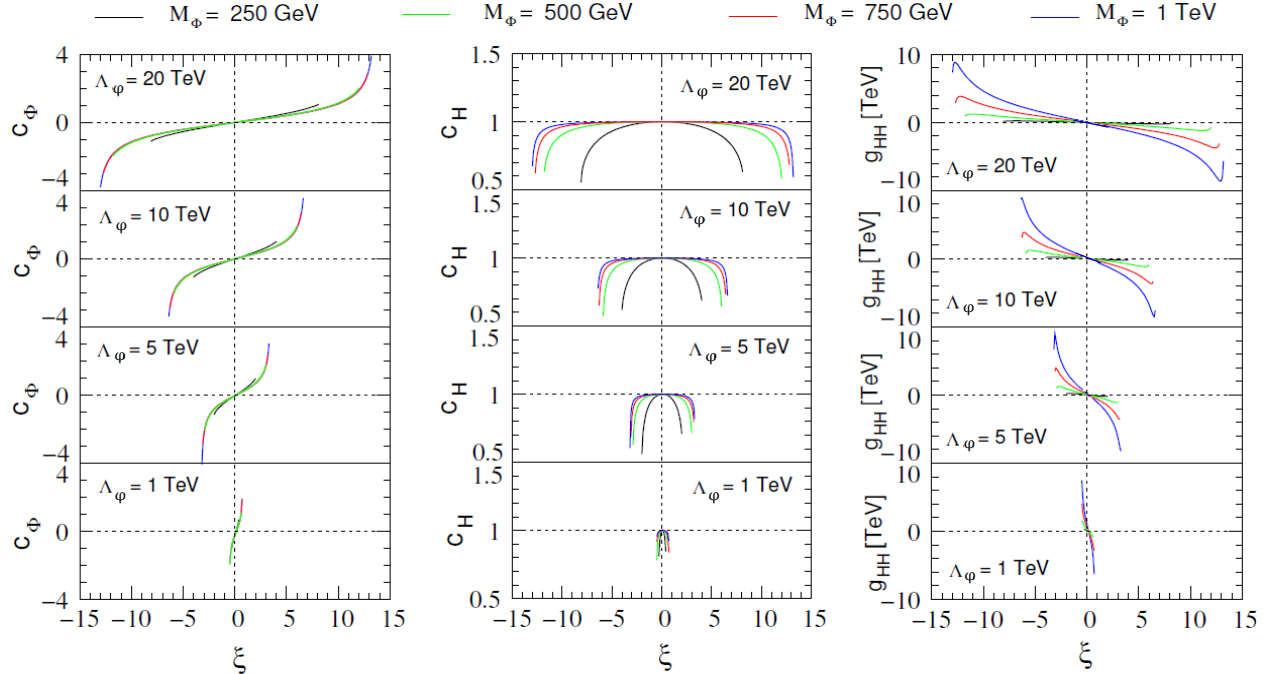 M_Φ = 250 GeV M_Φ = 500 GeV M_Φ = 750 GeV M_Φ = 1 TeV
4
0
−4
C_Φ
Λ_φ = 20 TeV
4
0
−4
C_Φ
Λ_φ = 10 TeV
4
0
−4
C_Φ
Λ_φ = 5 TeV
4
0
−4
C_Φ
Λ_φ = 1 TeV
−15 −10 −5 0 5 10 15
ξ
1.5
1
0.5
C_H
Λ_φ = 20 TeV
1.5
1
0.5
C_H
Λ_φ = 10 TeV
1.5
1
0.5
C_H
Λ_φ = 5 TeV
1.5
1
0.5
C_H
Λ_φ = 1 TeV
−15 −10 −5 0 5 10 15
ξ
10
0
−10
g_HH [TeV]
Λ_φ = 20 TeV
10
0
−10
g_HH [TeV]
Λ_φ = 10 TeV
10
0
−10
g_HH [TeV]
Λ_φ = 5 TeV
10
0
−10
g_HH [TeV]
Λ_φ = 1 TeV
−15 −10 −5 0 5 10 15
ξ